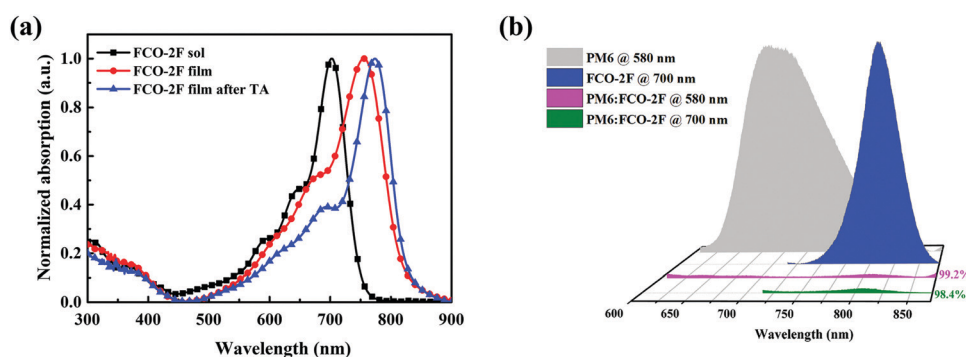 (a)
FCO-2F sol
FCO-2F film
FCO-2F film after TA
Normalized absorption (a.u.)
1.0
0.8
0.6
0.4
0.2
0.0
300 400 500 600 700 800 900
Wavelength (nm)
(b)
PM6 @ 580 nm
FCO-2F @ 700 nm
PM6:FCO-2F @ 580 nm
PM6:FCO-2F @ 700 nm
99.2%
98.4%
600 650 700 750 800 850
Wavelength (nm)